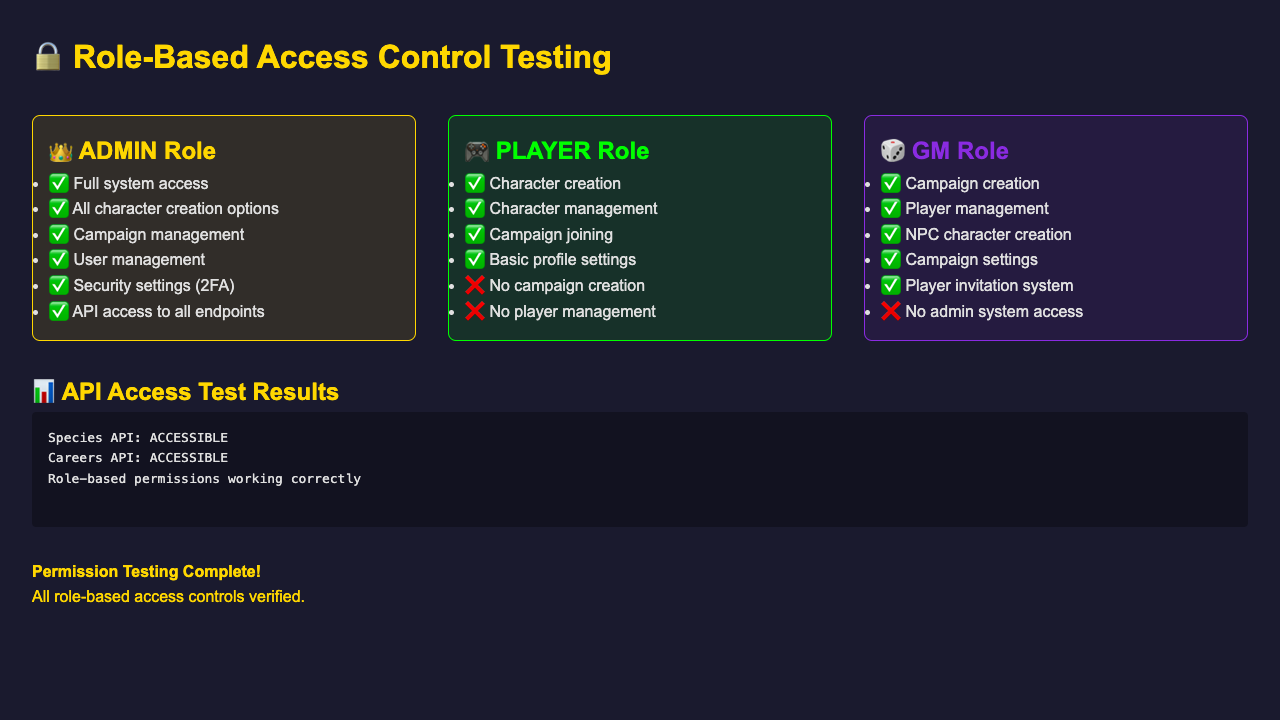 🔒 Role-Based Access Control Testing
👑 ADMIN Role
• ✅ Full system access
• ✅ All character creation options
• ✅ Campaign management
• ✅ User management
• ✅ Security settings (2FA)
• ✅ API access to all endpoints
🎮 PLAYER Role
• ✅ Character creation
• ✅ Character management
• ✅ Campaign joining
• ✅ Basic profile settings
• ❌ No campaign creation
• ❌ No player management
🎲 GM Role
• ✅ Campaign creation
• ✅ Player management
• ✅ NPC character creation
• ✅ Campaign settings
• ✅ Player invitation system
• ❌ No admin system access
📊 API Access Test Results
Species API: ACCESSIBLE
Careers API: ACCESSIBLE
Role-based permissions working correctly
Permission Testing Complete!
All role-based access controls verified.